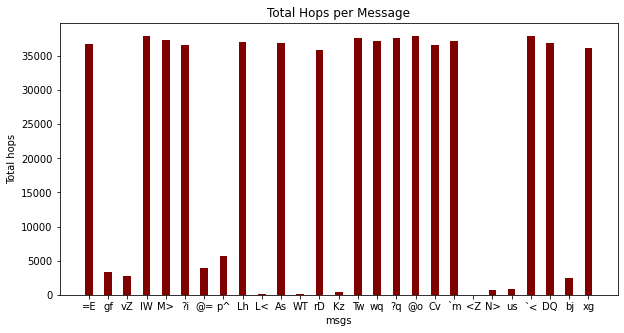 Total Hops per Message
Total hops
35000
30000
25000
20000
15000
10000
5000
0
=E gf vZ IW M> ?i @= p^ Lh L< As WT rD Kz Tw wq ?q @o Cv `m <Z N> us `< DQ bj xg
msgs